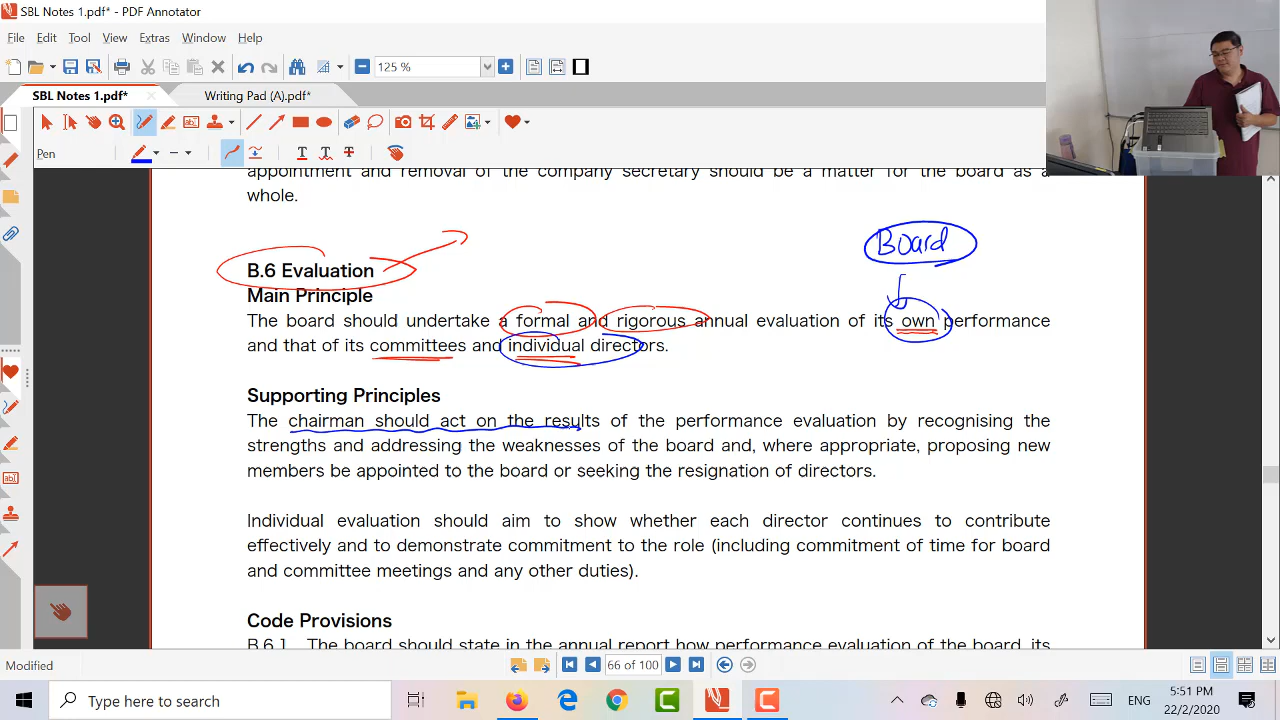 SBL Notes 1.pdf* - PDF Annotator
File Edit Tool View Extras Window Help
125 %
SBL Notes 1.pdf* Writing Pad (A).pdf*
Pen
appointment and removal of the company secretary should be a matter for the board as a
whole.
Board
B.6 Evaluation
Main Principle
The board should undertake a formal and rigorous annual evaluation of its own performance
and that of its committees and individual directors.
Supporting Principles
The chairman should act on the results of the performance evaluation by recognising the
strengths and addressing the weaknesses of the board and, where appropriate, proposing new
members be appointed to the board or seeking the resignation of directors.
Individual evaluation should aim to show whether each director continues to contribute
effectively and to demonstrate commitment to the role (including commitment of time for board
and committee meetings and any other duties).
Code Provisions
B.6.1 The board should state in the annual report how performance evaluation of the board, its
Modified 66 of 100
Type here to search
ENG
5:51 PM
22/2/2020